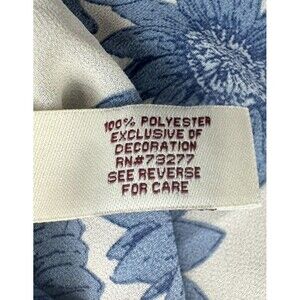 100% POLYESTER
EXCLUSIVE OF
DECORATION
RN#73277
SEE REVERSE
FOR CARE